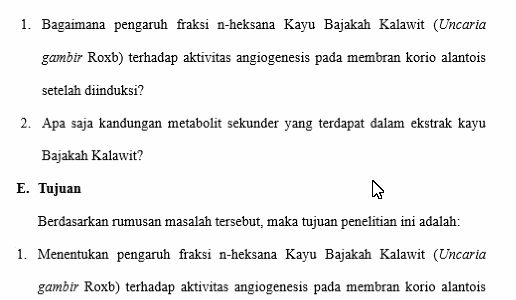 1. Bagaimana pengaruh fraksi n-heksana Kayu Bajakah Kalawit (Uncaria
gambir Roxb) terhadap aktivitas angiogenesis pada membran korio alantois
setelah diinduksi?
2. Apa saja kandungan metabolit sekunder yang terdapat dalam ekstrak kayu
Bajakah Kalawit?
E. Tujuan
Berdasarkan rumusan masalah tersebut, maka tujuan penelitian ini adalah:
1. Menentukan pengaruh fraksi n-heksana Kayu Bajakah Kalawit (Uncaria
gambir Roxb) terhadap aktivitas angiogenesis pada membran korio alantois